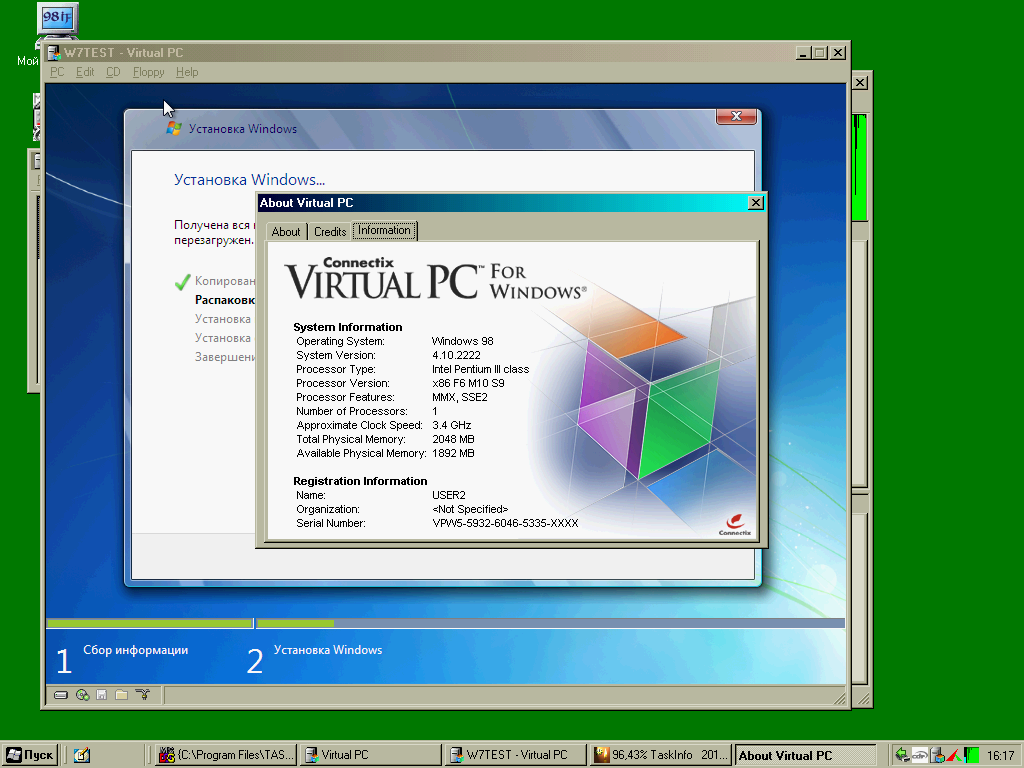 98
Мой
W7TEST - Virtual PC
PC Edit CD Floppy Help
Установка Windows
Установка Windows...
Получена вся
перезагружен.
Копирован
Распаковк
Установка
Установка
Завершени
About Virtual PC
About Credits Information
Connectix
VIRTUAL PC™ FOR
WINDOWS®
System Information
Operating System: Windows 98
System Version: 4.10.2222
Processor Type: Intel Pentium III class
Processor Version: x86 F6 M10 S9
Processor Features: MMX, SSE2
Number of Processors: 1
Approximate Clock Speed: 3.4 GHz
Total Physical Memory: 2048 MB
Available Physical Memory: 1892 MB
Registration Information
Name: USER2
Organization: <Not Specified>
Serial Number: VPW5-5932-6046-5335-XXXX
Connectix
1 Сбор информации
2 Установка Windows
Пуск
{C:\Program Files\TAS...
Virtual PC
W7TEST - Virtual PC
96,43% TaskInfo 201...
About Virtual PC
16:17